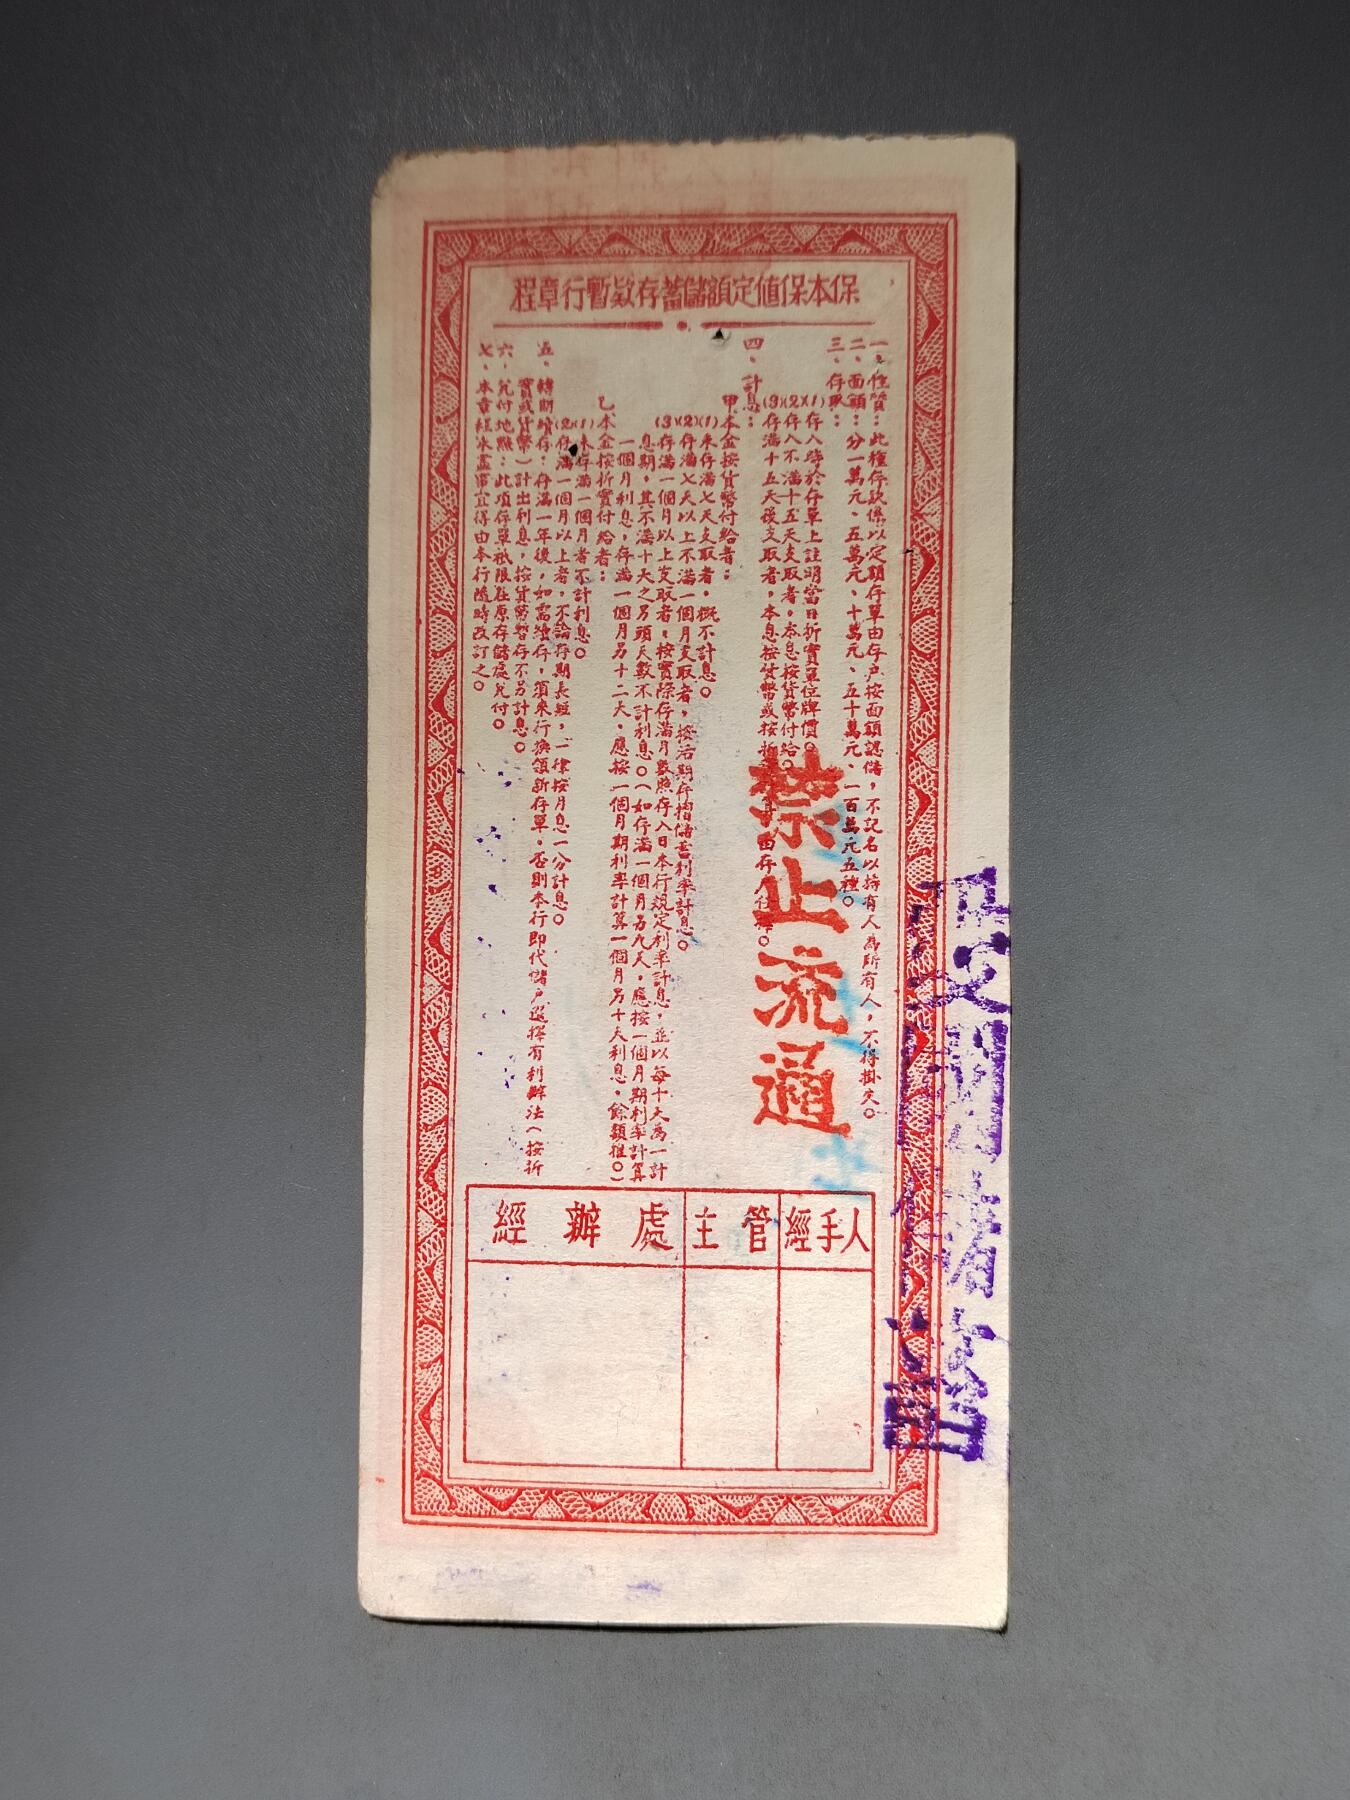 保本保值定額儲蓄存款暫行章程
一、性質：此種存款係以定額存單由存戶按面額認儲，不記名以持有人為所有人，不得掛失。
二、面額：分一萬元、五萬元、十萬元、五十萬元、一百萬元五種。
三、存取：
(1)存入時於存單上註明當日折實單位牌價。
(2)存入不滿十五天支取者，本息按貨幣付給。
(3)存滿十五天後支取者，本息按貨幣或按折
由存
四、計息：
甲、本金按貨幣付給者：
(1)未存滿七天支取者，概不計息。
(2)存滿七天以上不滿一個月支取者，按活期存摺儲蓄利率計息。
(3)存滿一個月以上支取者，按實際存滿月數照存入日本行規定利率計息，並以每十天為一計
息期，其不滿十天之另頭天數不計利息。（如存滿一個月另九天，應按一個月期利率計算
一個月利息，存滿一個月另十二天，應按一個月期利率計算一個月另十天利息，餘類推。）
乙、本金按折實付給者：
(1)未存滿一個月者不計利息。
(2)存滿一個月以上者，不論存期長短，一律按月息一分計息。
五、轉期續存：存滿一年後，如需續存，須來行換領新存單，否則本行即代儲戶選擇有利辦法（按折
實或貨幣）計出利息，按貨幣暫存不另計息。
六、兌付地點：此項存單祇限在原存儲處兌付。
七、本章程未盡事宜得由本行隨時改訂之。
禁止流通
經辦處
主管
經手人